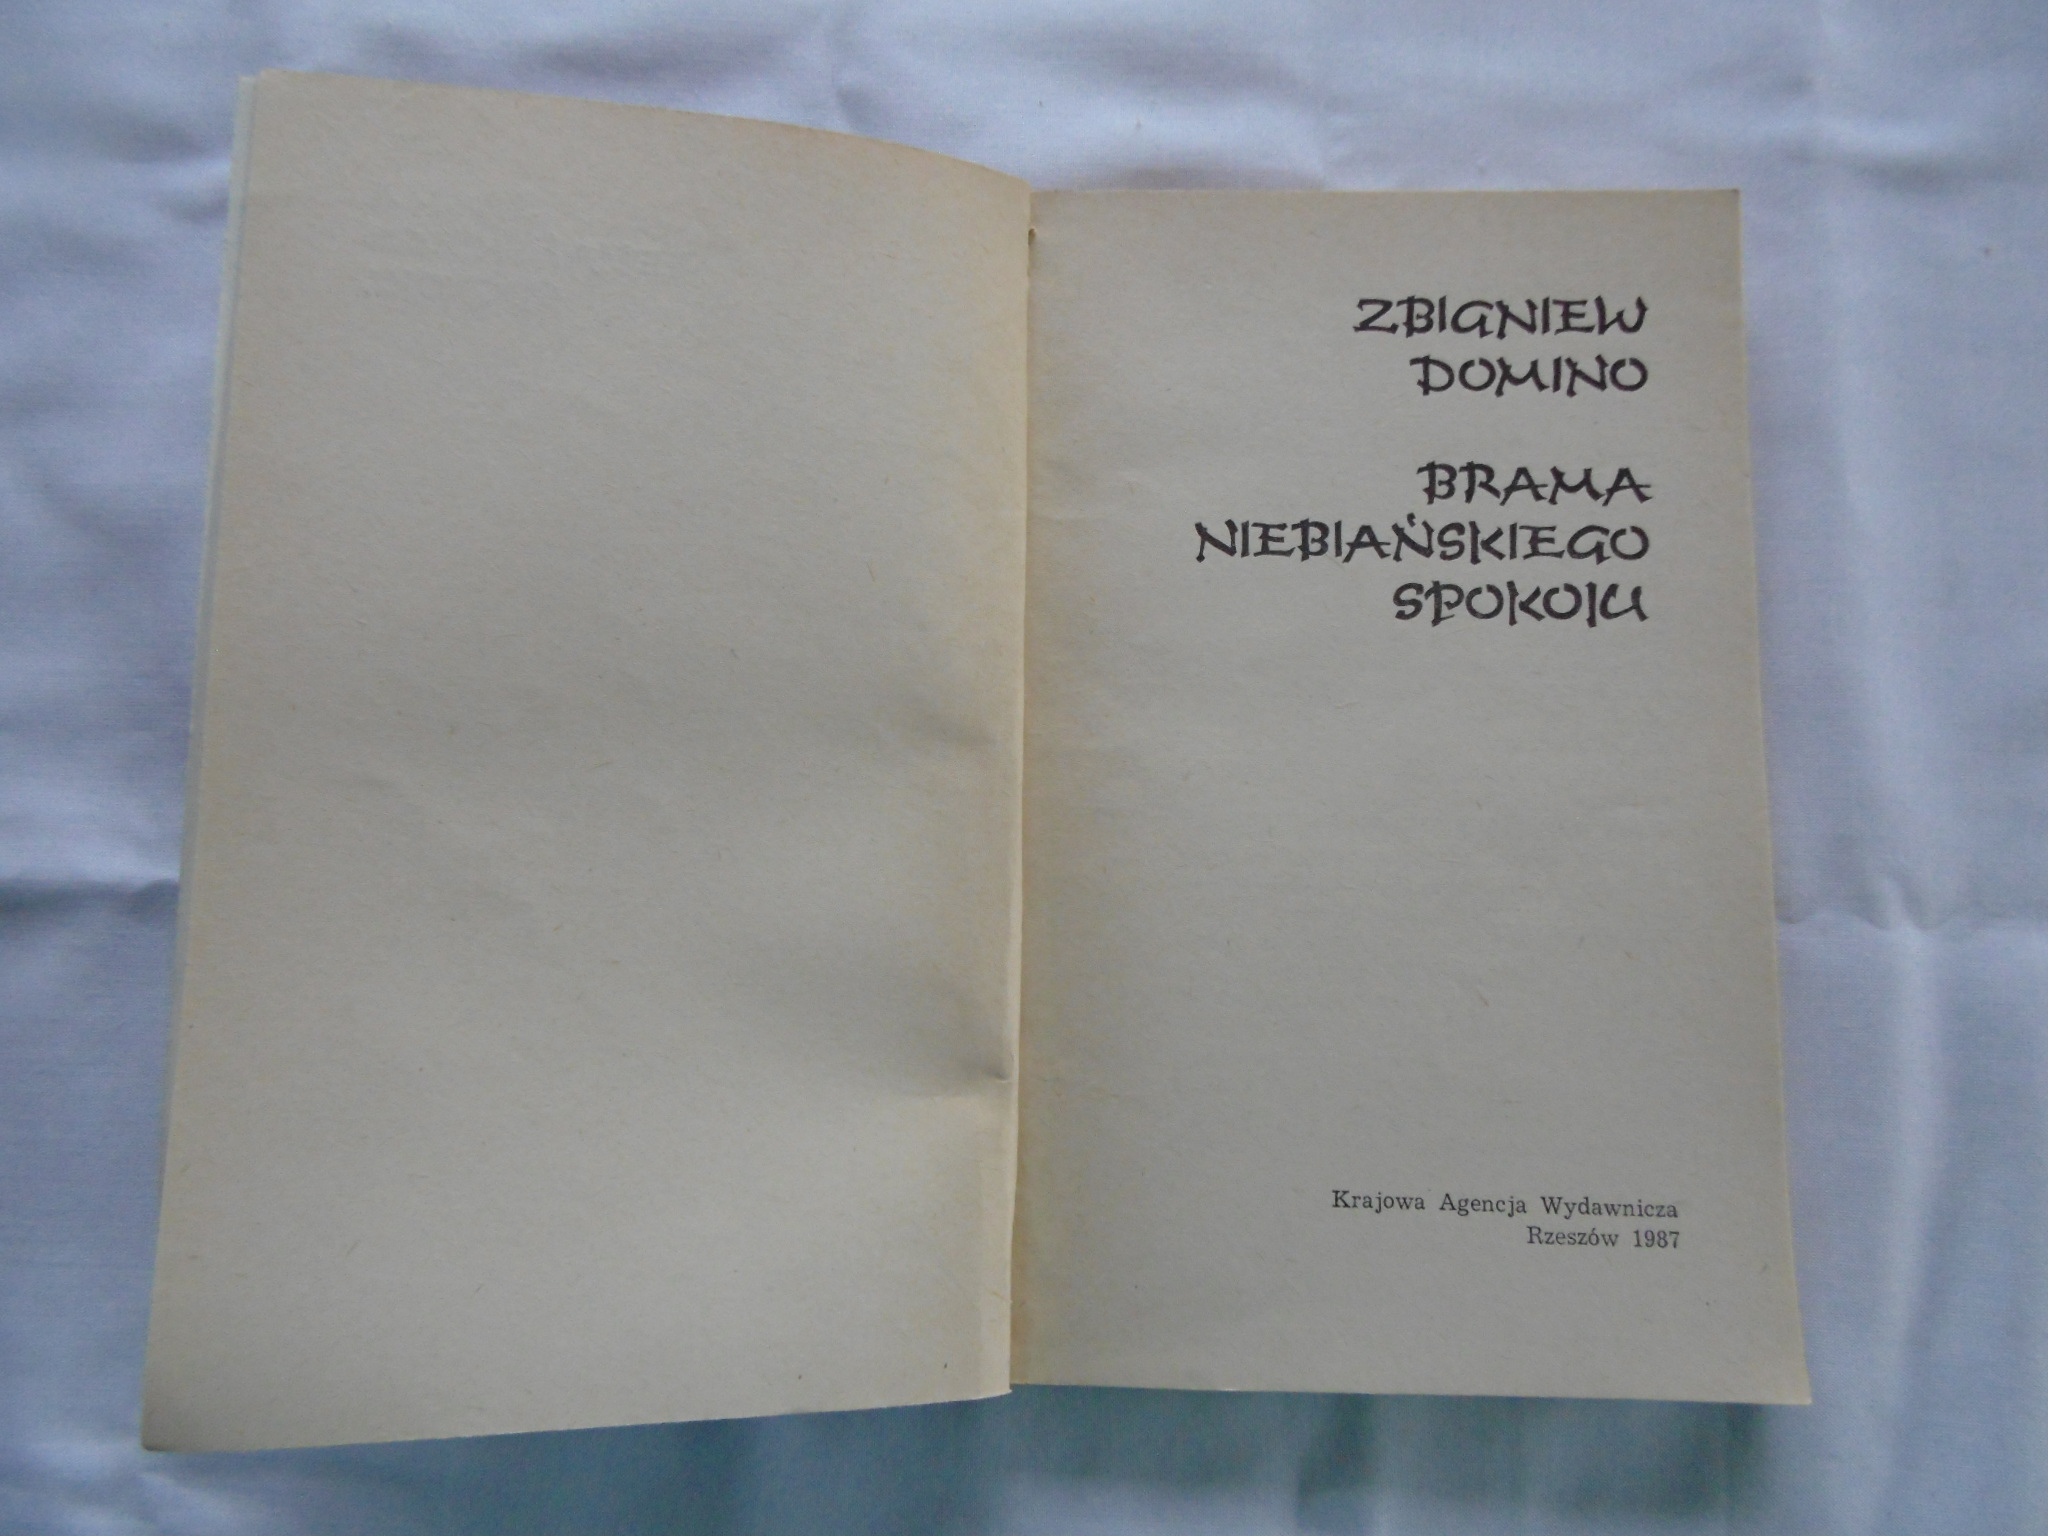 ZBIGNIEW
DOMINO
BRAMA
NIEBIAŃSKIEGO
SPOKOJU
Krajowa Agencja Wydawnicza
Rzeszów 1987